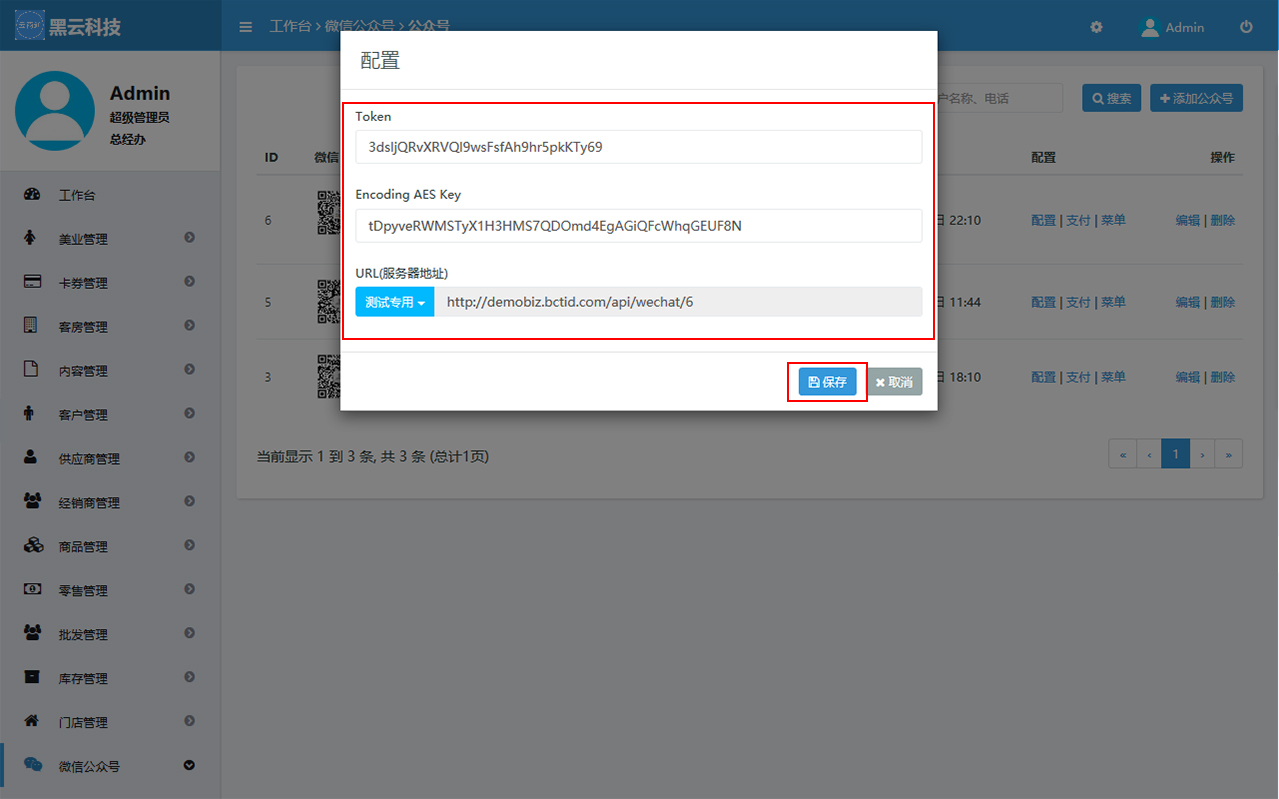 黑云科技
工作台 > 微信公众号 > 公众号
Admin
Admin
超级管理员
总经办
工作台
美业管理
卡券管理
客房管理
内容管理
客户管理
供应商管理
经销商管理
商品管理
零售管理
批发管理
库存管理
门店管理
微信公众号
户名称、电话
搜索
添加公众号
ID
微信
配置
操作
6
日 22:10
配置 | 支付 | 菜单
编辑 | 删除
5
日 11:44
配置 | 支付 | 菜单
编辑 | 删除
3
日 18:10
配置 | 支付 | 菜单
编辑 | 删除
当前显示 1 到 3 条, 共 3 条 (总计1页)
« ‹ 1 › »
配置
Token
3dsljQRvXRVQI9wsFsfAh9hr5pkKTy69
Encoding AES Key
tDpyveRWMSTyX1H3HMS7QDOmd4EgAGiQFcWhqGEUF8N
URL(服务器地址)
测试专用
http://demobiz.bctid.com/api/wechat/6
保存
取消